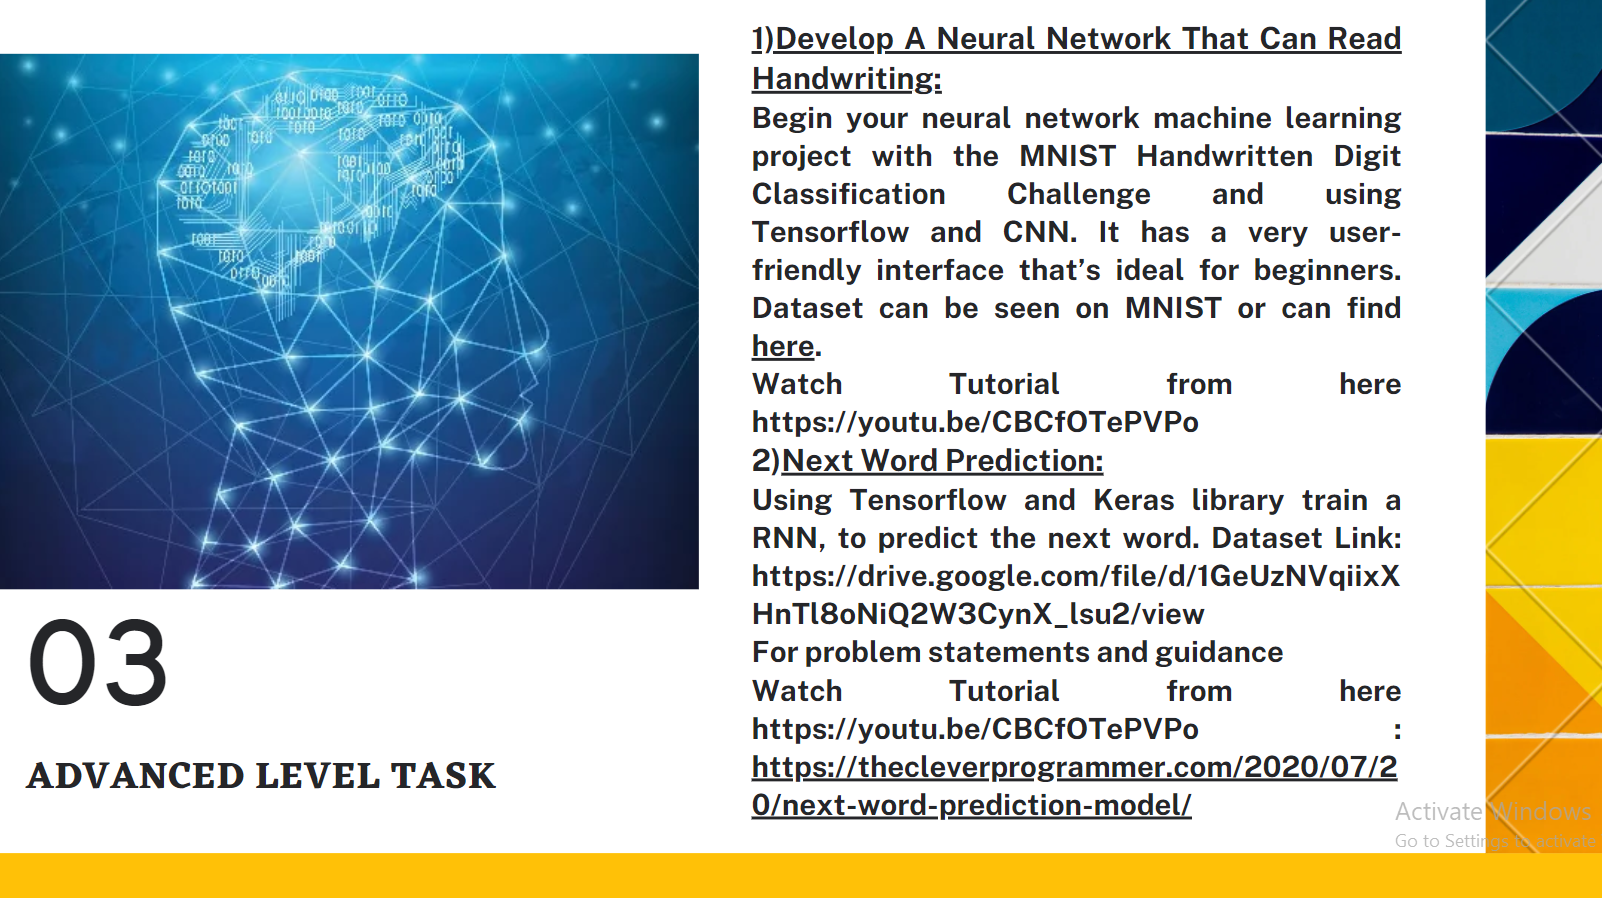 1)Develop A Neural Network That Can Read
Handwriting:
Begin your neural network machine learning
project with the MNIST Handwritten Digit
Classification Challenge and using
Tensorflow and CNN. It has a very user-
friendly interface that’s ideal for beginners.
Dataset can be seen on MNIST or can find
here.
Watch Tutorial from here
https://youtu.be/CBCfOTePVPo
2)Next Word Prediction:
Using Tensorflow and Keras library train a
RNN, to predict the next word. Dataset Link:
https://drive.google.com/file/d/1GeUzNVqiixX
HnTl8oNiQ2W3CynX_lsu2/view
For problem statements and guidance
Watch Tutorial from here
https://youtu.be/CBCfOTePVPo :
https://thecleverprogrammer.com/2020/07/2
0/next-word-prediction-model/
03
ADVANCED LEVEL TASK
Activate Windows
Go to Settings to activate